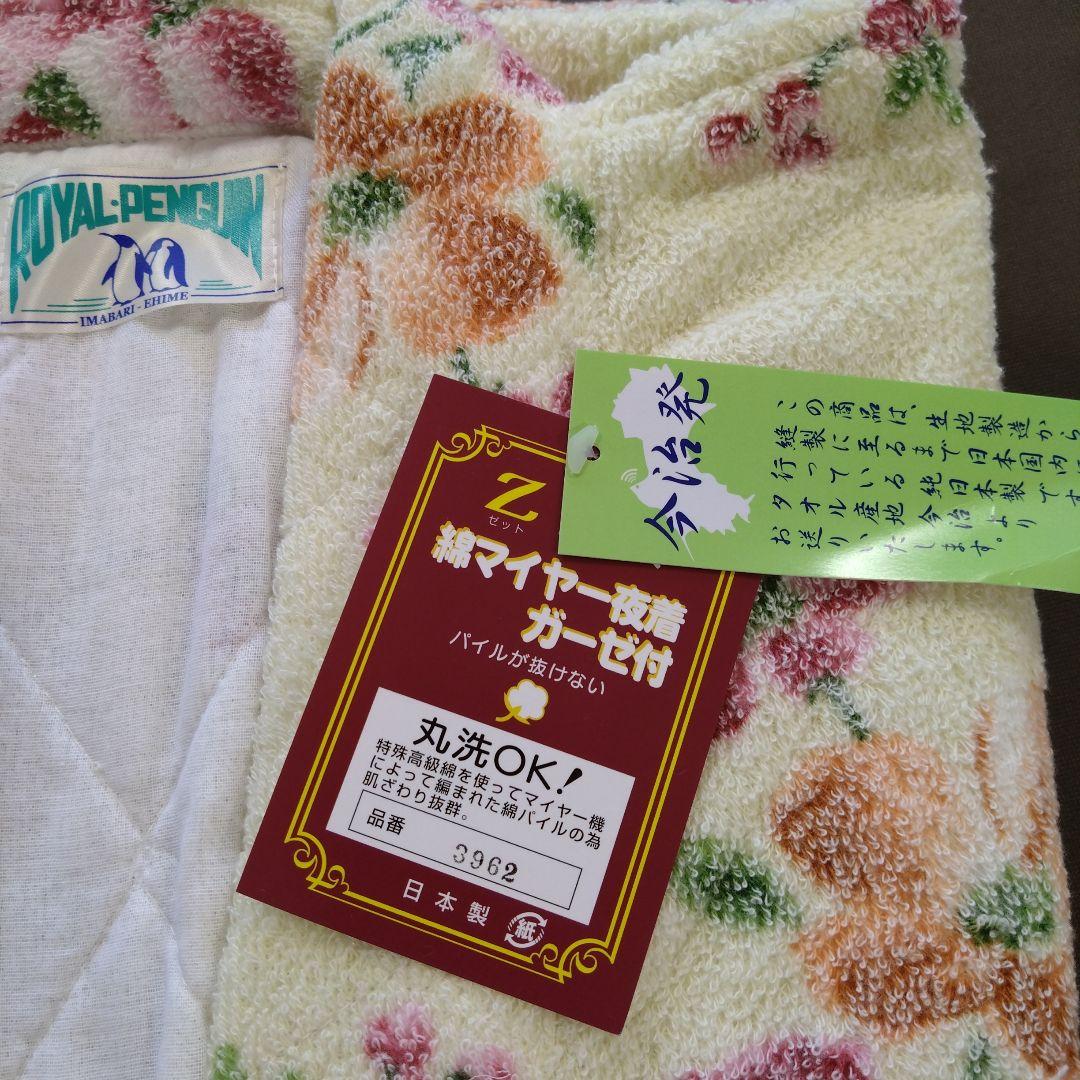 ROYAL·PENGUIN
IMABARI-EHIME
今治発
この商品は、生地製造から
縫製に至るまで日本国内
行っている純日本製です
タオル産地今治より
お送りいたします。
Z
ゼット
綿マイヤー夜着
ガーゼ付
パイルが抜けない
丸洗OK!
特殊高級綿を使ってマイヤー機
によって編まれた綿パイルの為
肌ざわり抜群。
品番
3962
日本製
紙